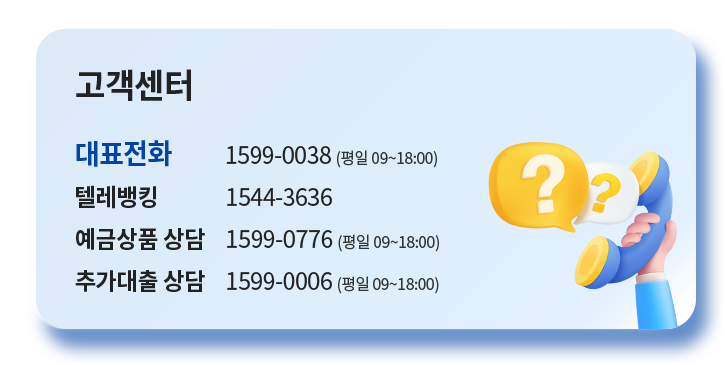 고객센터
대표전화 1599-0038 (평일 09~18:00)
텔레뱅킹 1544-3636
예금상품 상담 1599-0776 (평일 09~18:00)
추가대출 상담 1599-0006 (평일 09~18:00)
? ?